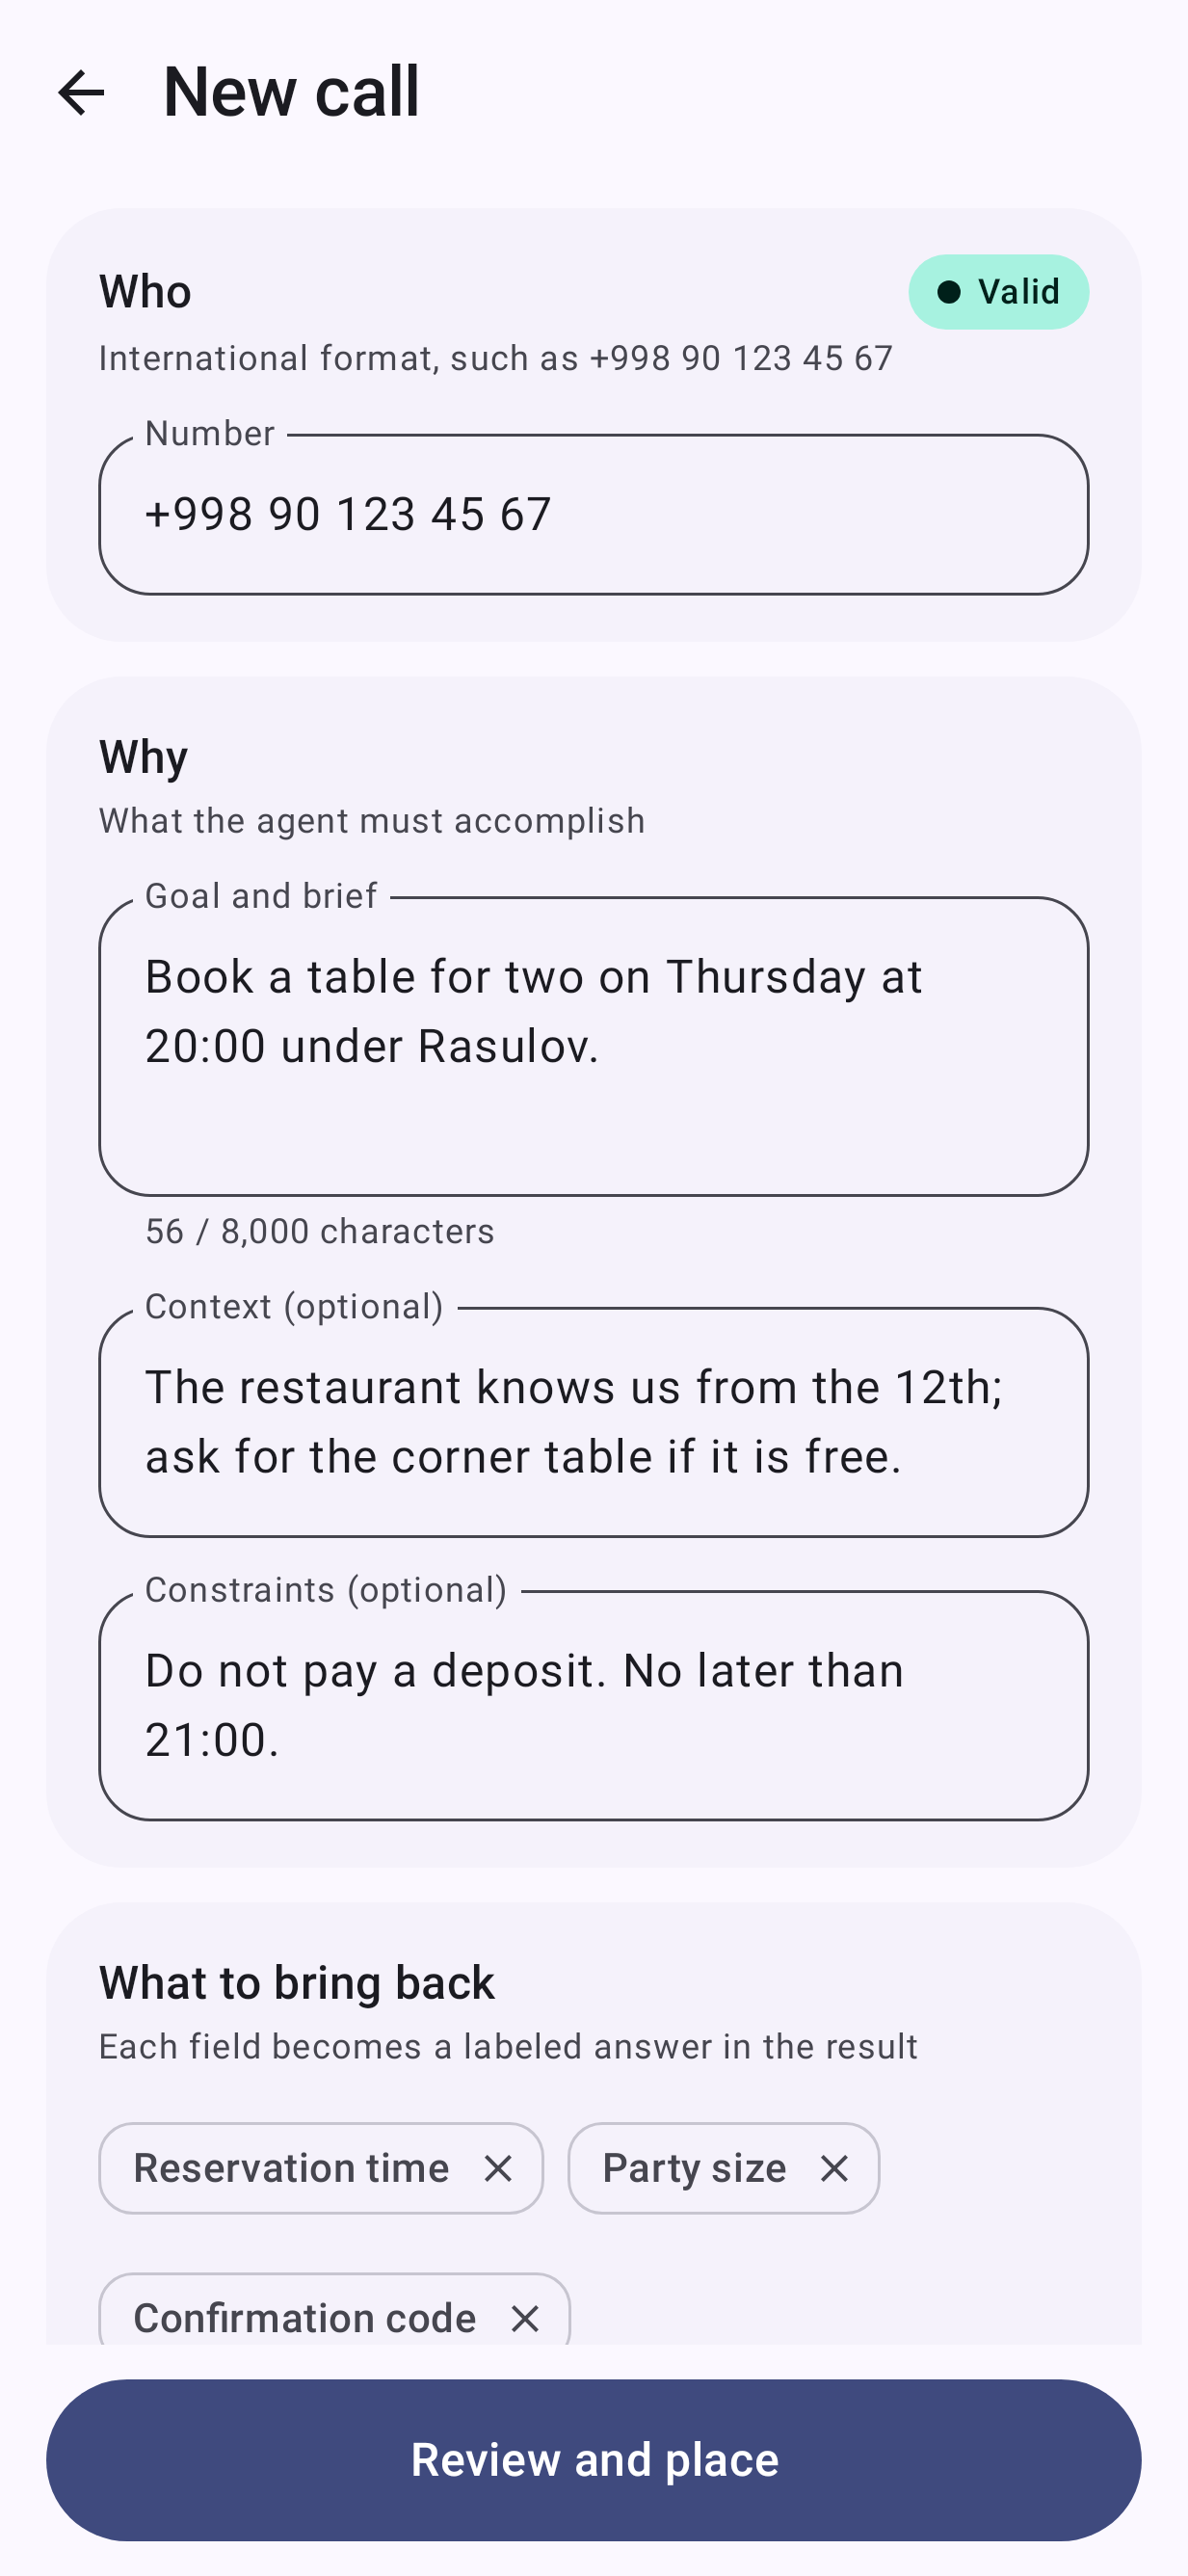 New call
Who
Valid
International format, such as +998 90 123 45 67
Number
+998 90 123 45 67
Why
What the agent must accomplish
Goal and brief
Book a table for two on Thursday at
20:00 under Rasulov.
56 / 8,000 characters
Context (optional)
The restaurant knows us from the 12th;
ask for the corner table if it is free.
Constraints (optional)
Do not pay a deposit. No later than
21:00.
What to bring back
Each field becomes a labeled answer in the result
Reservation time
Party size
Confirmation code
Review and place